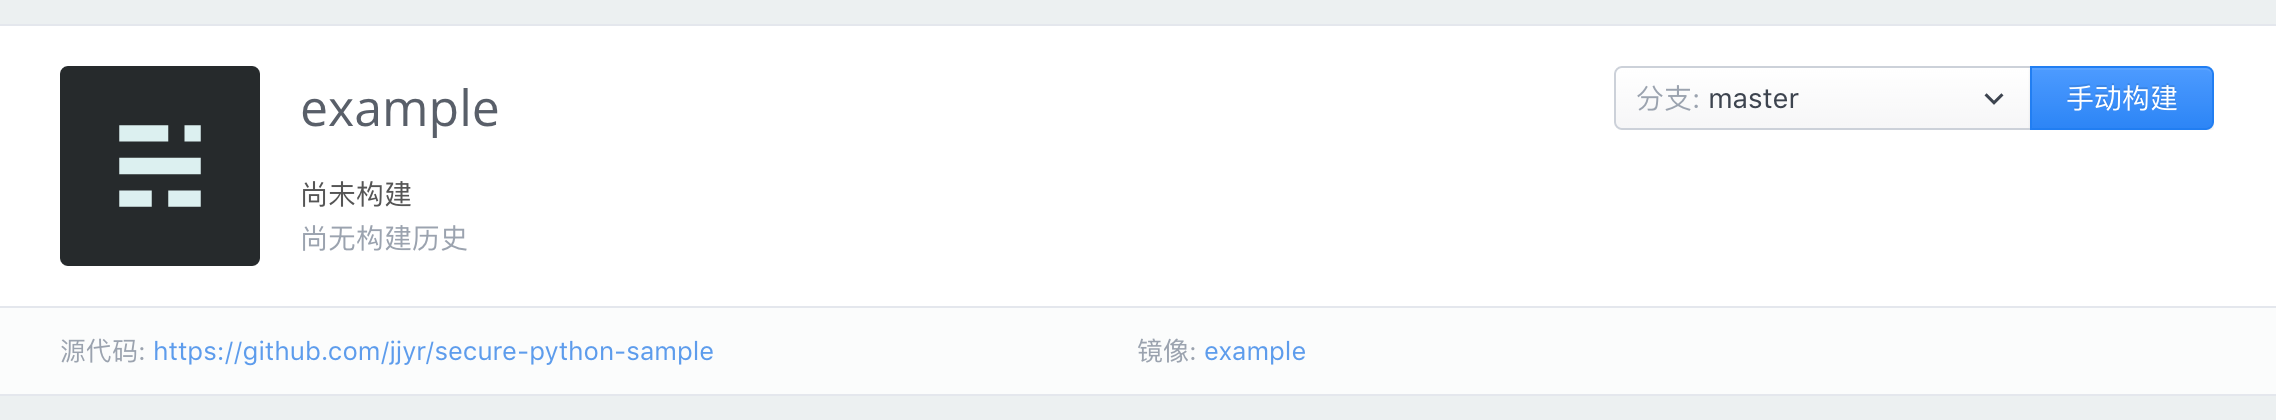 example
分支: master
手动构建
尚未构建
尚无构建历史
源代码: https://github.com/jjyr/secure-python-sample
镜像: example